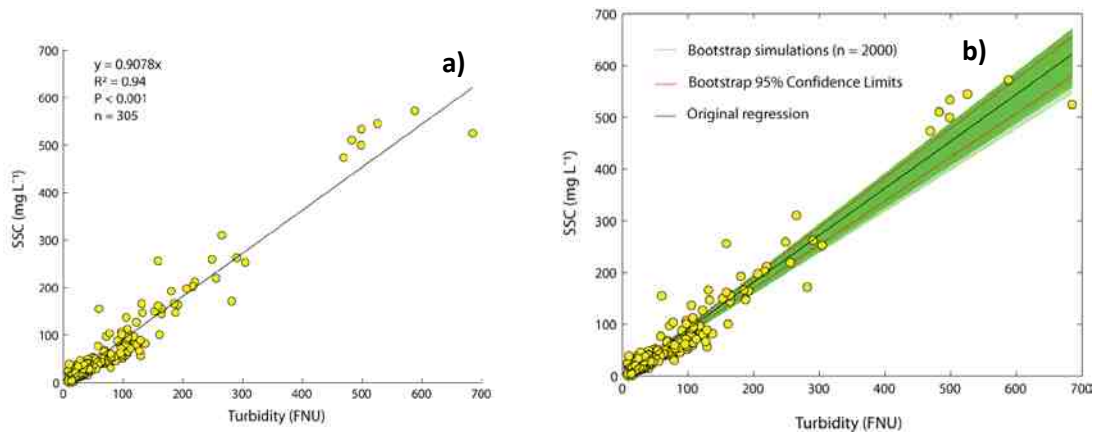 a)
y = 0.9078x
R² = 0.94
P < 0.001
n = 305
700
600
500
400
300
200
100
0
SSC (mg L⁻¹)
0 100 200 300 400 500 600 700
Turbidity (FNU)
b)
Bootstrap simulations (n = 2000)
Bootstrap 95% Confidence Limits
Original regression
700
600
500
400
300
200
100
0
SSC (mg L⁻¹)
0 100 200 300 400 500 600 700
Turbidity (FNU)